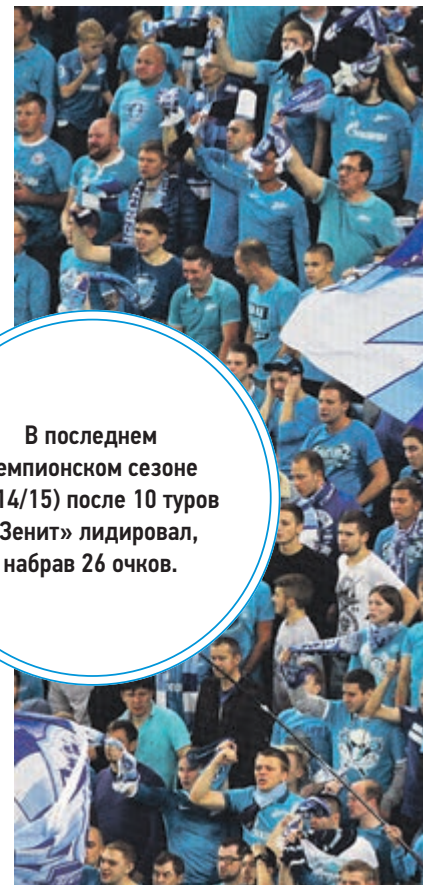 В последнем
емпионском сезоне
14/15) после 10 туров
Зенит» лидировал,
набрав 26 очков.